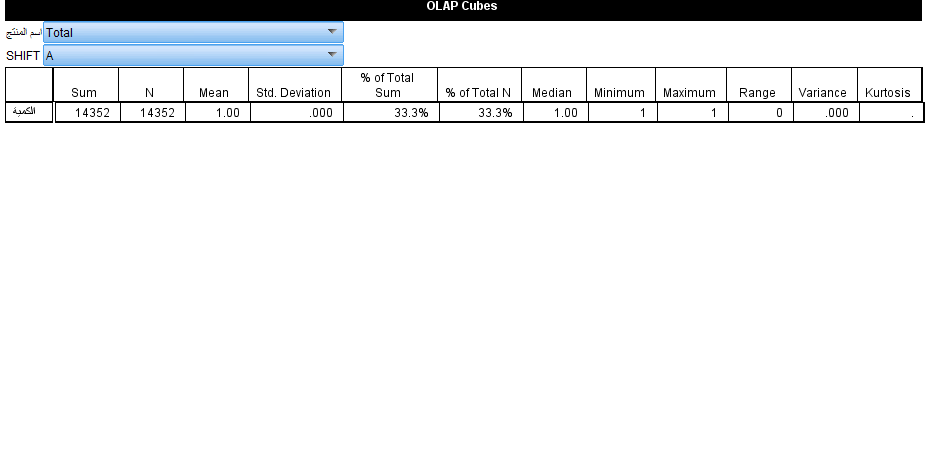 OLAP Cubes
اسم المنتج Total
SHIFT A
Sum N Mean Std. Deviation % of Total Sum % of Total N Median Minimum Maximum Range Variance Kurtosis
الكمية 14352 14352 1.00 .000 33.3% 33.3% 1.00 1 1 0 .000 .